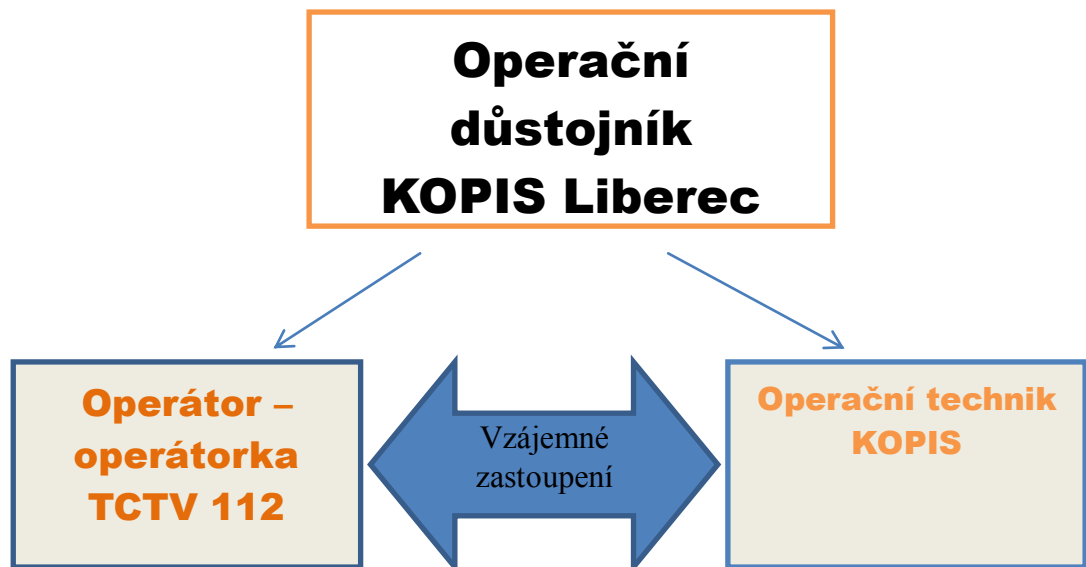 Operační
důstojník
KOPIS Liberec
Operátor –
operátorka
TCTV 112
Vzájemné
zastoupení
Operační technik
KOPIS